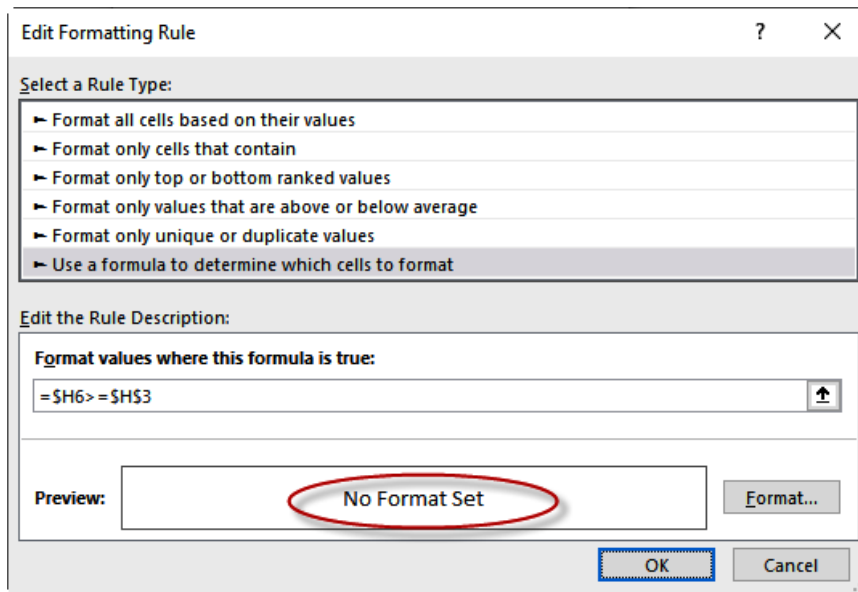 Edit Formatting Rule ?
Select a Rule Type:
Format all cells based on their values
Format only cells that contain
Format only top or bottom ranked values
Format only values that are above or below average
Format only unique or duplicate values
Use a formula to determine which cells to format
Edit the Rule Description:
Format values where this formula is true:
=$H6>=$H$3
Preview: No Format Set Format...
OK Cancel